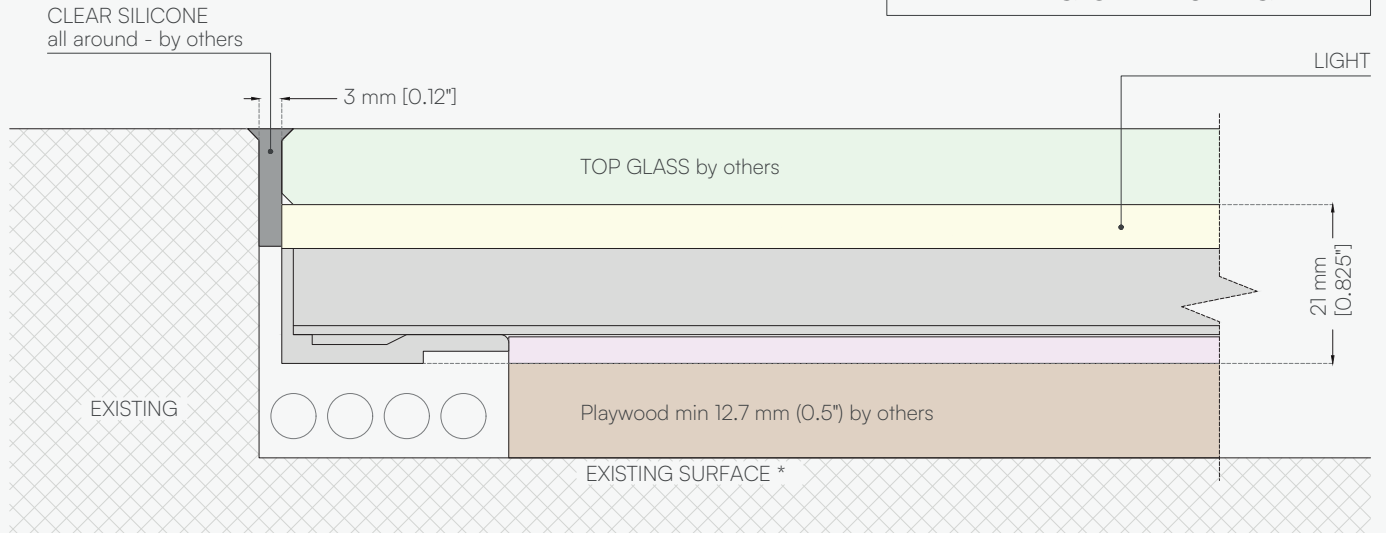 CLEAR SILICONE
all around - by others
LIGHT
3 mm [0.12"]
TOP GLASS by others
21 mm
[0.825"]
EXISTING
Playwood min 12.7 mm (0.5") by others
EXISTING SURFACE *